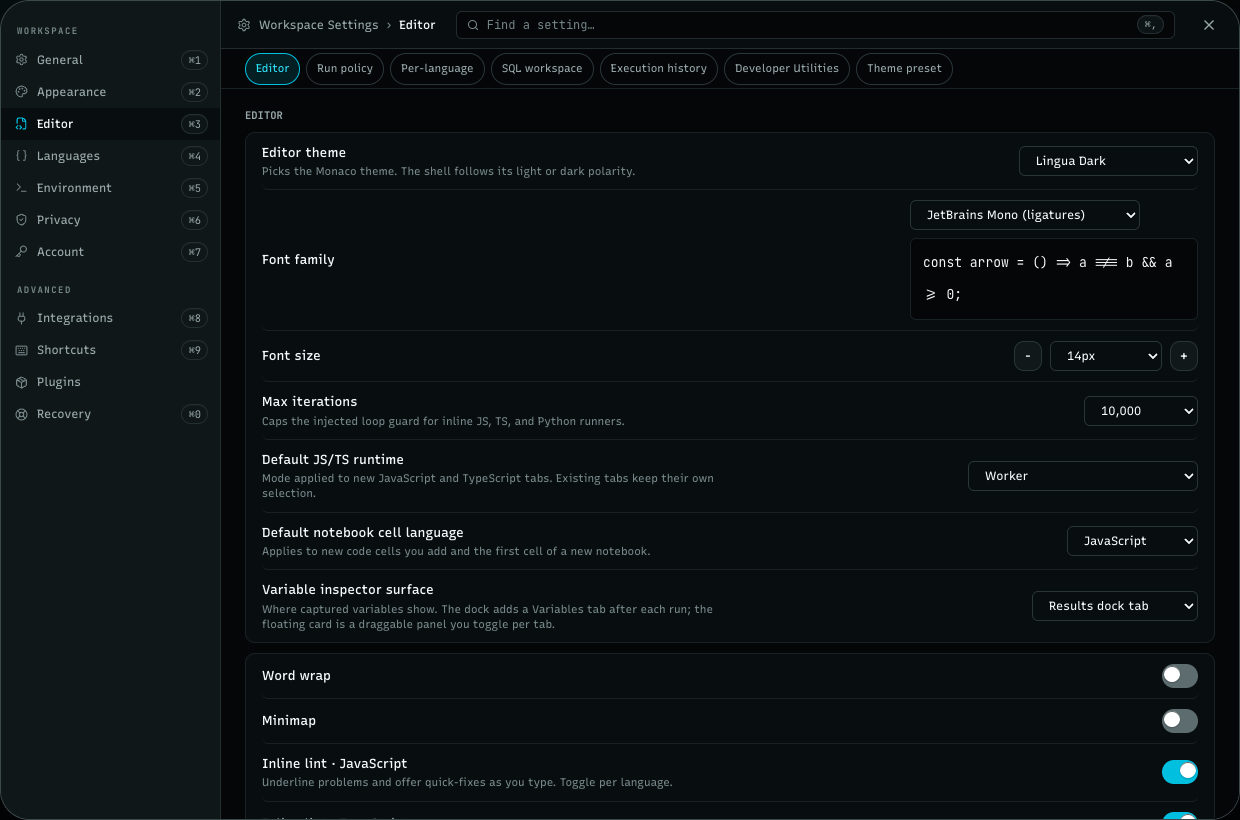 WORKSPACE
General ⌘1
Appearance ⌘2
Editor ⌘3
Languages ⌘4
Environment ⌘5
Privacy ⌘6
Account ⌘7
ADVANCED
Integrations ⌘8
Shortcuts ⌘9
Plugins
Recovery ⌘0
Workspace Settings › Editor
Find a setting… ⌘,
Editor
Run policy
Per-language
SQL workspace
Execution history
Developer Utilities
Theme preset
EDITOR
Editor theme
Picks the Monaco theme. The shell follows its light or dark polarity.
Lingua Dark
Font family
JetBrains Mono (ligatures)
const arrow = () => a !== b && a
>= 0;
Font size
-
14px
+
Max iterations
Caps the injected loop guard for inline JS, TS, and Python runners.
10,000
Default JS/TS runtime
Mode applied to new JavaScript and TypeScript tabs. Existing tabs keep their own
selection.
Worker
Default notebook cell language
Applies to new code cells you add and the first cell of a new notebook.
JavaScript
Variable inspector surface
Where captured variables show. The dock adds a Variables tab after each run; the
floating card is a draggable panel you toggle per tab.
Results dock tab
Word wrap
Minimap
Inline lint · JavaScript
Underline problems and offer quick-fixes as you type. Toggle per language.